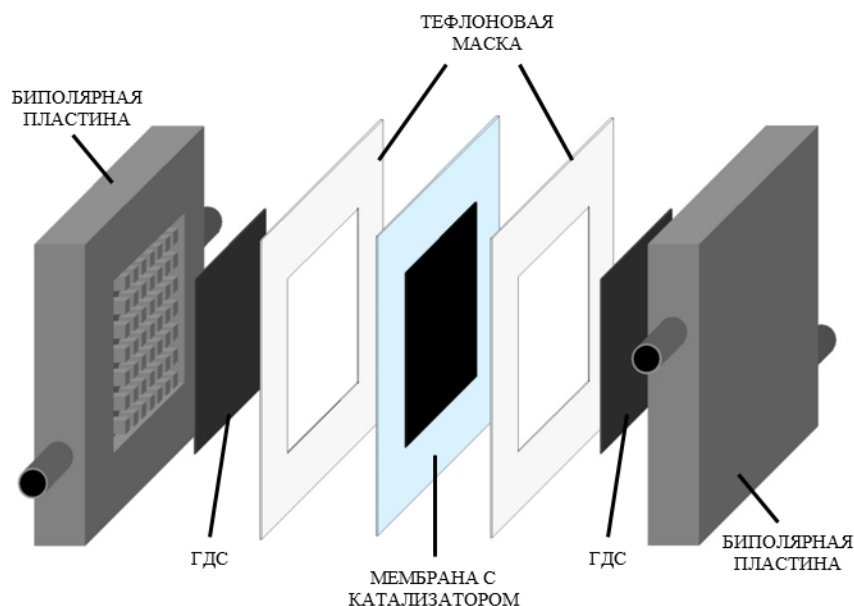 ТЕФЛОНОВАЯ
МАСКА
БИПОЛЯРНАЯ
ПЛАСТИНА
ГДС
МЕМБРАНА С
КАТАЛИЗАТОРОМ
ГДС
БИПОЛЯРНАЯ
ПЛАСТИНА